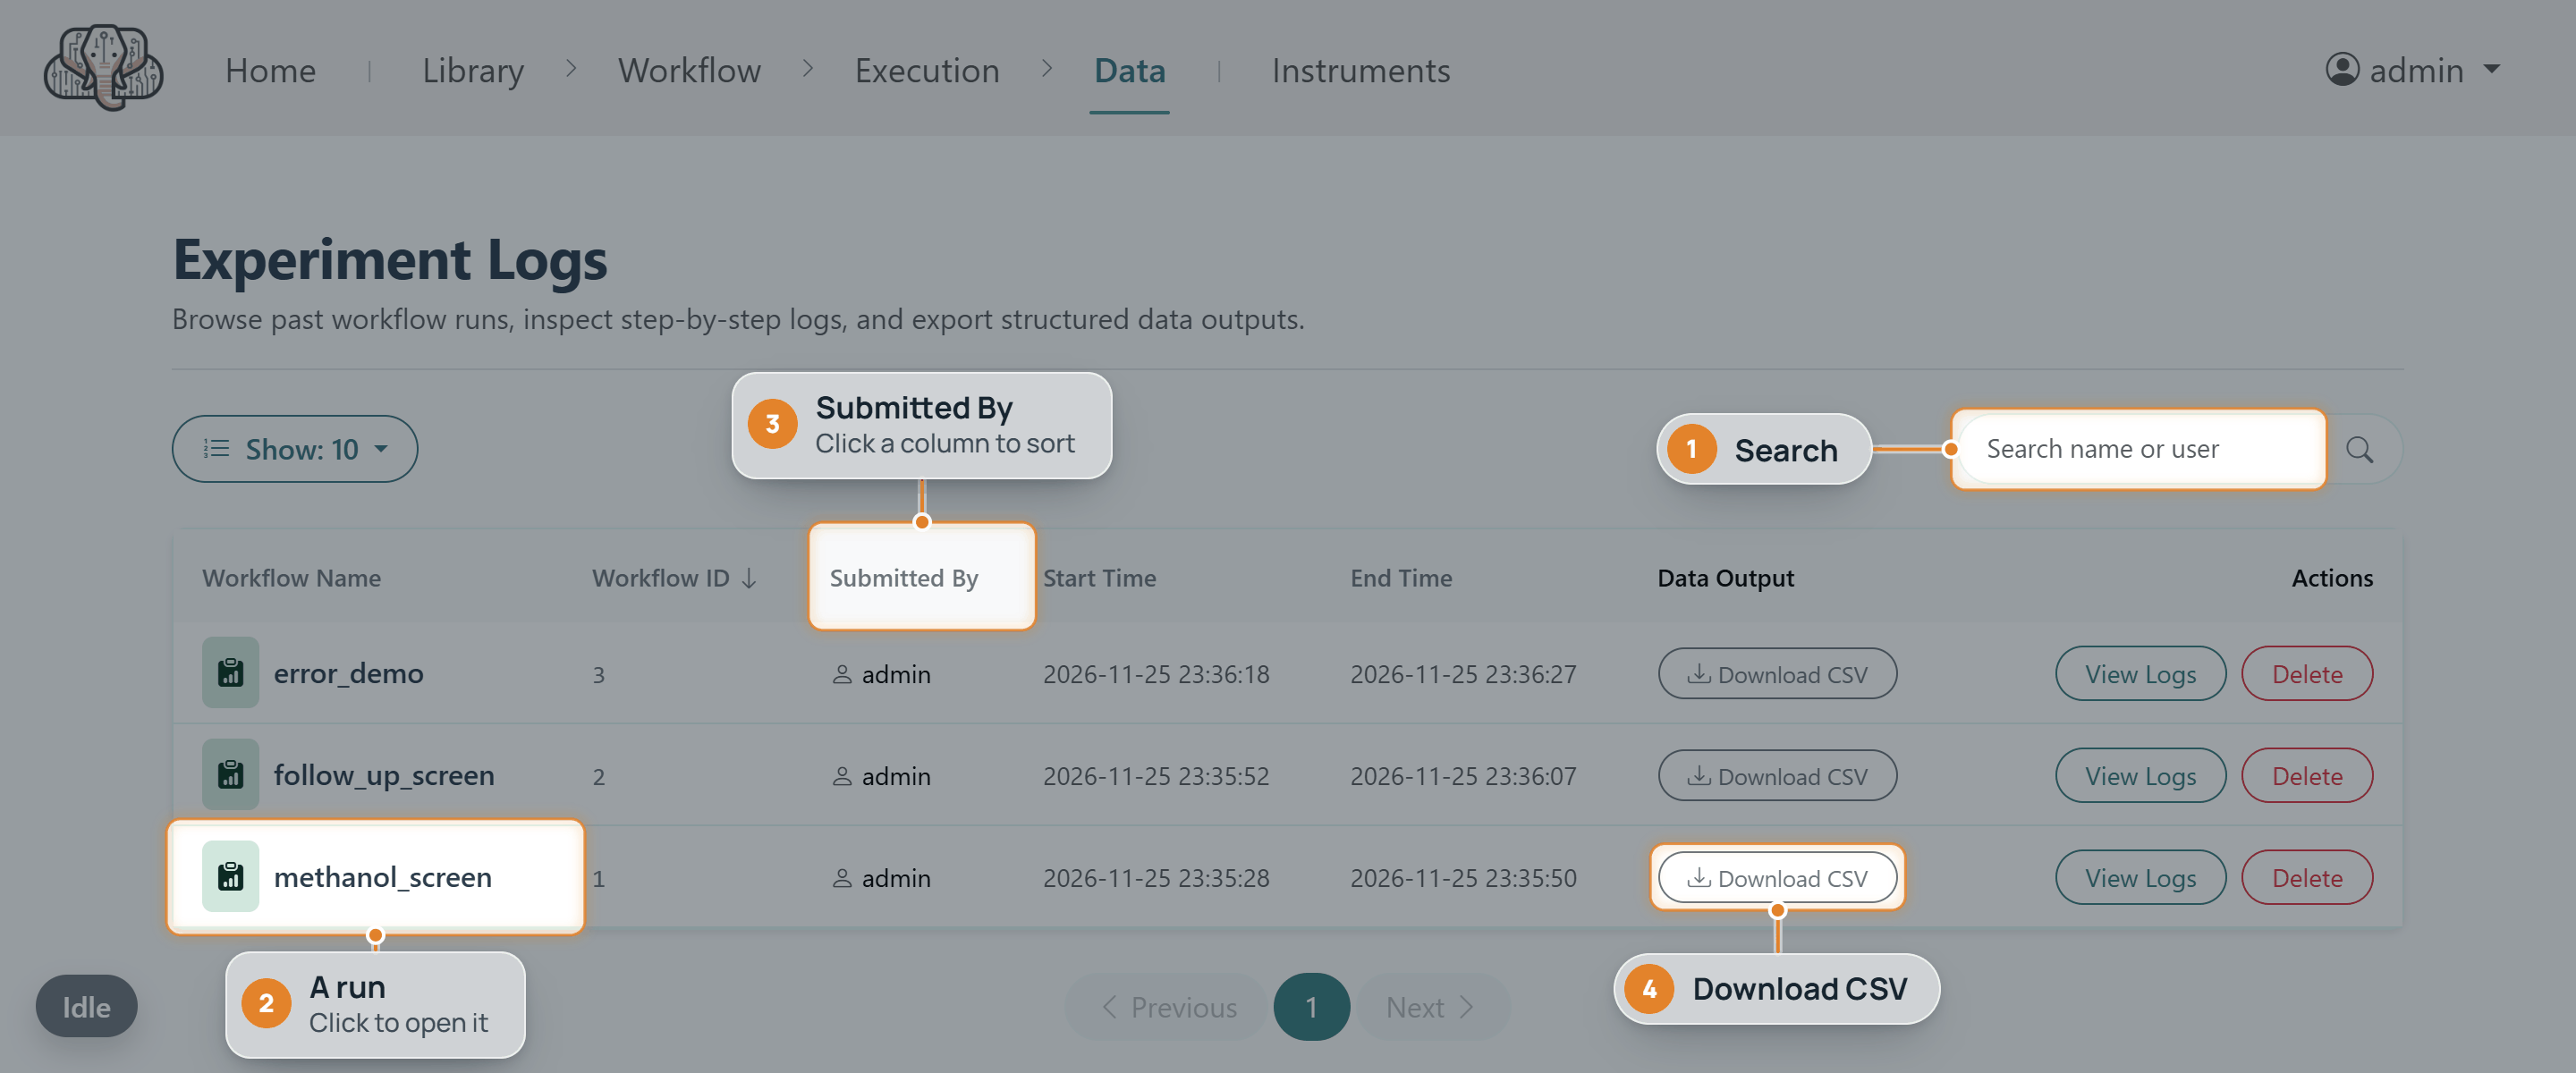 Home | Library > Workflow > Execution > Data | Instruments
admin
Experiment Logs
Browse past workflow runs, inspect step-by-step logs, and export structured data outputs.
3 Submitted By
Click a column to sort
Show: 10
1 Search
Search name or user
Workflow Name Workflow ID ↓ Submitted By Start Time End Time Data Output Actions
error_demo 3 admin 2026-11-25 23:36:18 2026-11-25 23:36:27 Download CSV View Logs Delete
follow_up_screen 2 admin 2026-11-25 23:35:52 2026-11-25 23:36:07 Download CSV View Logs Delete
methanol_screen 1 admin 2026-11-25 23:35:28 2026-11-25 23:35:50 Download CSV View Logs Delete
Idle
2 A run
Click to open it
< Previous 1 Next >
4 Download CSV